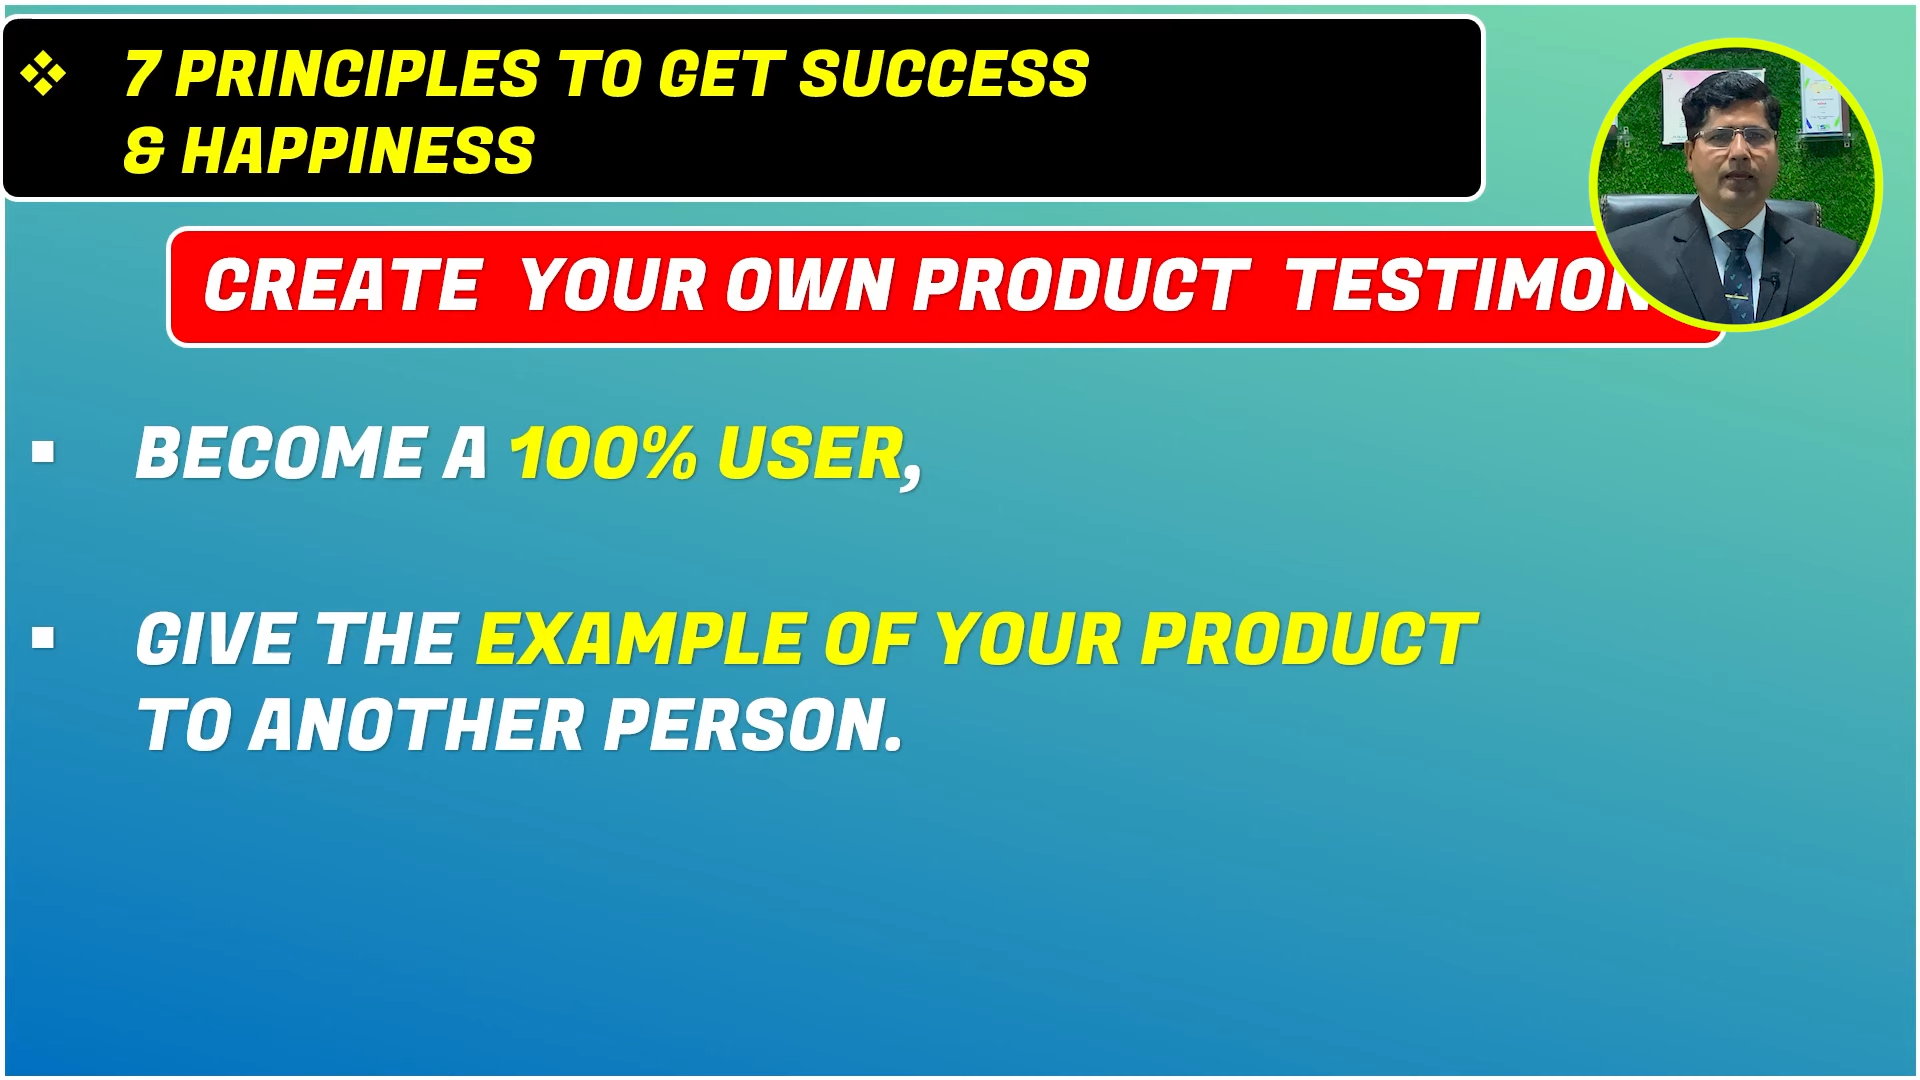 ❖ 7 PRINCIPLES TO GET SUCCESS
& HAPPINESS
CREATE YOUR OWN PRODUCT
▪ BECOME A 100% USER,
▪ GIVE THE EXAMPLE OF YOUR PRODUCT
TO ANOTHER PERSON.